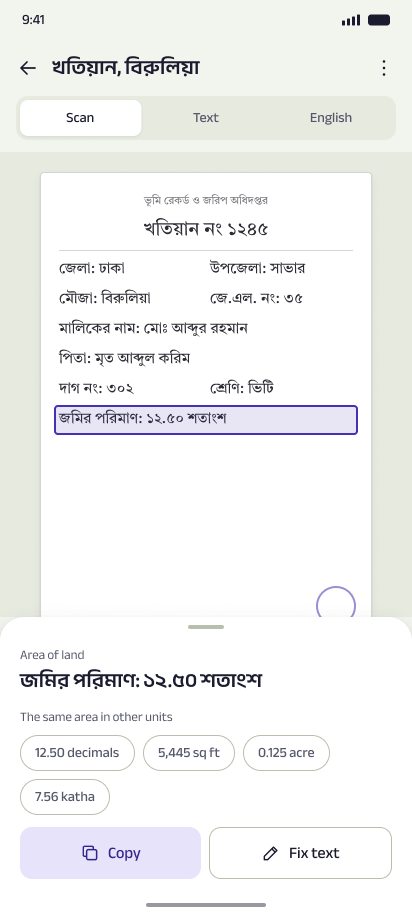 9:41
খতিয়ান, বিরুলিয়া
Scan Text English
ভূমি রেকর্ড ও জরিপ অধিদপ্তর
খতিয়ান নং ১২৪৫
জেলা: ঢাকা উপজেলা: সাভার
মৌজা: বিরুলিয়া জে.এল. নং: ৩৫
মালিকের নাম: মোঃ আব্দুর রহমান
পিতা: মৃত আব্দুল করিম
দাগ নং: ৩০২ শ্রেণি: ভিটি
জমির পরিমাণ: ১২.৫০ শতাংশ
Area of land
জমির পরিমাণ: ১২.৫০ শতাংশ
The same area in other units
12.50 decimals 5,445 sq ft 0.125 acre
7.56 katha
Copy Fix text